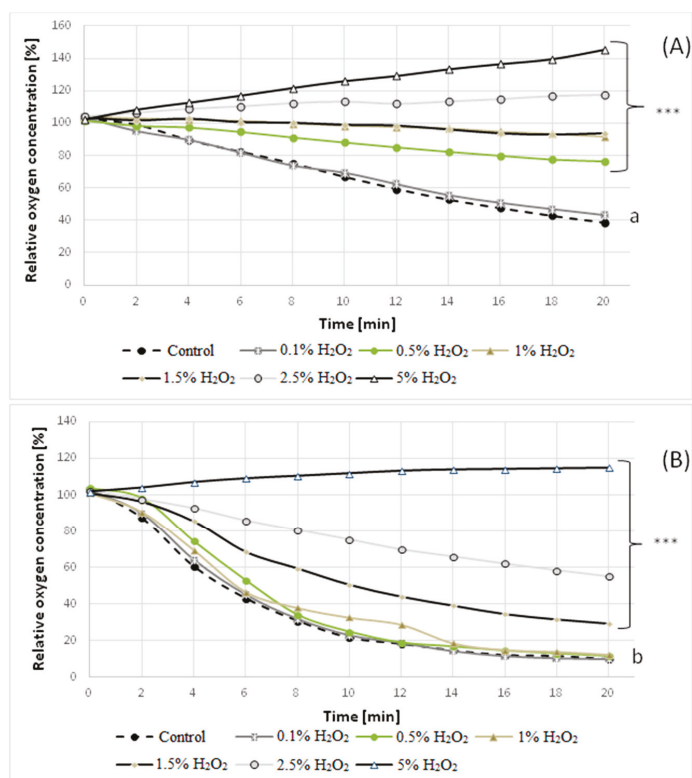 (A)
Relative oxygen concentration [%]
160
140
120
100
80
60
40
20
0
***
a
0 2 4 6 8 10 12 14 16 18 20
Time [min]
Control 0.1% H₂O₂ 0.5% H₂O₂ 1% H₂O₂
1.5% H₂O₂ 2.5% H₂O₂ 5% H₂O₂
(B)
Relative oxygen concentration [%]
140
120
100
80
60
40
20
0
***
b
0 2 4 6 8 10 12 14 16 18 20
Time [min]
Control 0.1% H₂O₂ 0.5% H₂O₂ 1% H₂O₂
1.5% H₂O₂ 2.5% H₂O₂ 5% H₂O₂